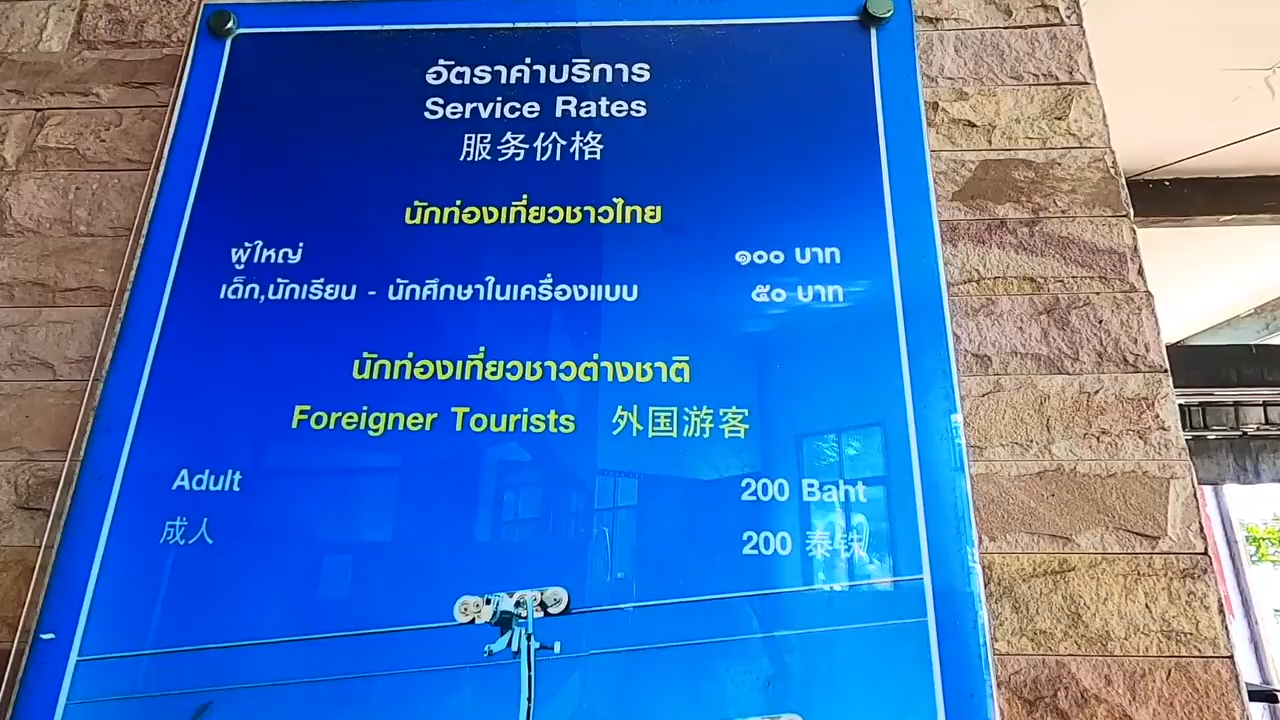 อัตราค่าบริการ
Service Rates
服务价格
นักท่องเที่ยวชาวไทย
ผู้ใหญ่ ๑๐๐ บาท
เด็ก,นักเรียน - นักศึกษาในเครื่องแบบ ๕๐ บาท
นักท่องเที่ยวชาวต่างชาติ
Foreigner Tourists 外国游客
Adult 200 Baht
成人 200 泰铢